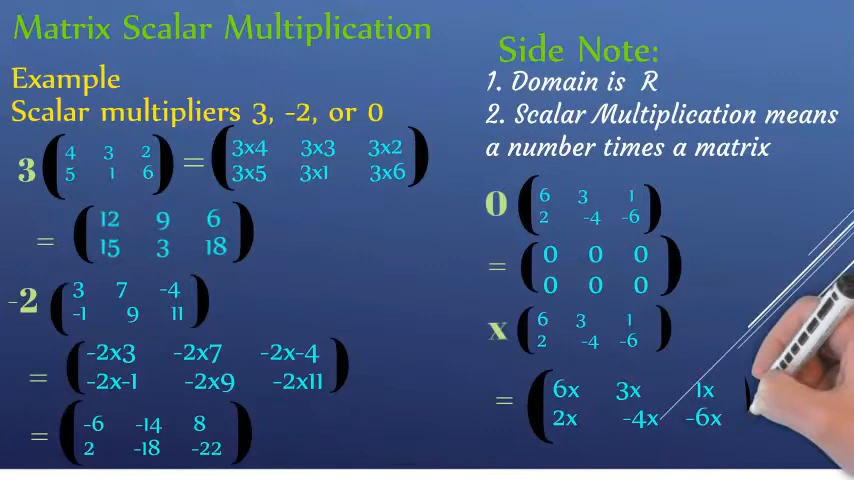 Matrix Scalar Multiplication
Example
Scalar multipliers 3, -2, or 0
3 ( 4 3 2
5 1 6 ) = ( 3x4 3x3 3x2
3x5 3x1 3x6 )
= ( 12 9 6
15 3 18 )
-2 ( 3 7 -4
-1 9 11 )
= ( -2x3 -2x7 -2x-4
-2x-1 -2x9 -2x11 )
= ( -6 -14 8
2 -18 -22 )
Side Note:
1. Domain is R
2. Scalar Multiplication means
a number times a matrix
0 ( 6 3 1
2 -4 -6 )
= ( 0 0 0
0 0 0 )
x ( 6 3 1
2 -4 -6 )
= ( 6x 3x 1x
2x -4x -6x )